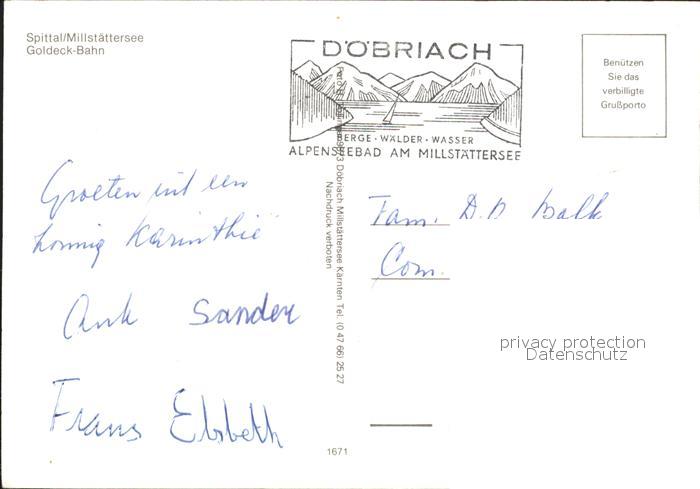 Spittal/Millstättersee
Goldeck-Bahn
DÖBRIACH
BERGE · WÄLDER · WASSER
ALPENSEEBAD AM MILLSTÄTTERSEE
Benützen
Sie das
verbilligte
Grußporto
Groeten uit een
zonnig Karinthië
Ank Sander
Frans Elsbeth
Döbriach Millstättersee Kärnten Tel. (0 47 66) 25 27
Nachdruck verboten
Fam. D.D Balk
Com.
privacy protection
Datenschutz
1671